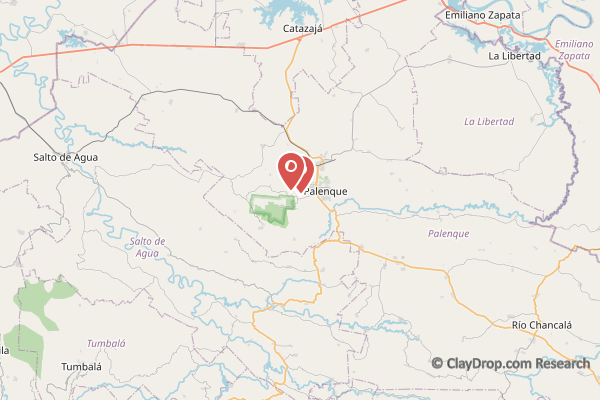 Emiliano Zapata
Catazajá
La Libertad
Emiliano
Zapata
La Libertad
Salto de Agua
Palenque
Salto de
Agua
Palenque
Río Chancalá
Tumbalá
ila
Tumbalá
© ClayDrop.com Research